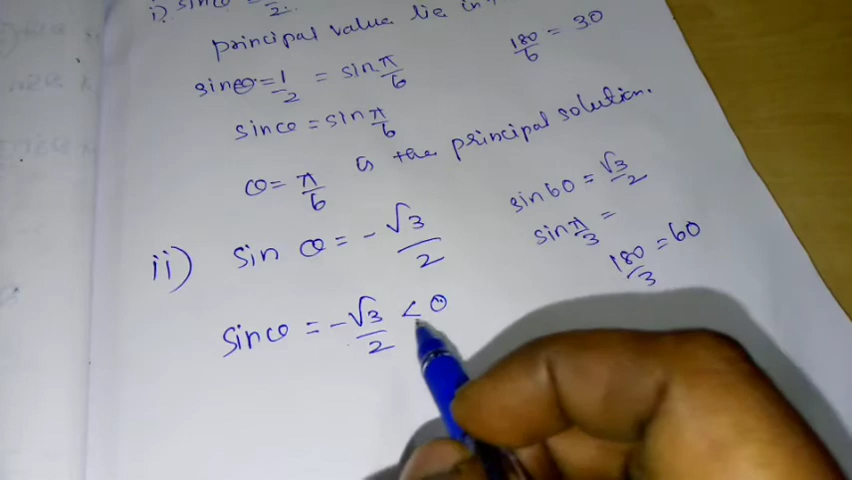 i) sinθ =
principal value lie in
sinθ = 1/2 = sin π/6
180/6 = 30
sinθ = sin π/6
θ = π/6 is the principal solution.
sin60 = √3/2
sin π/3 =
180/3 = 60
ii) sin θ = - √3/2
sinθ = - √3/2 < 0